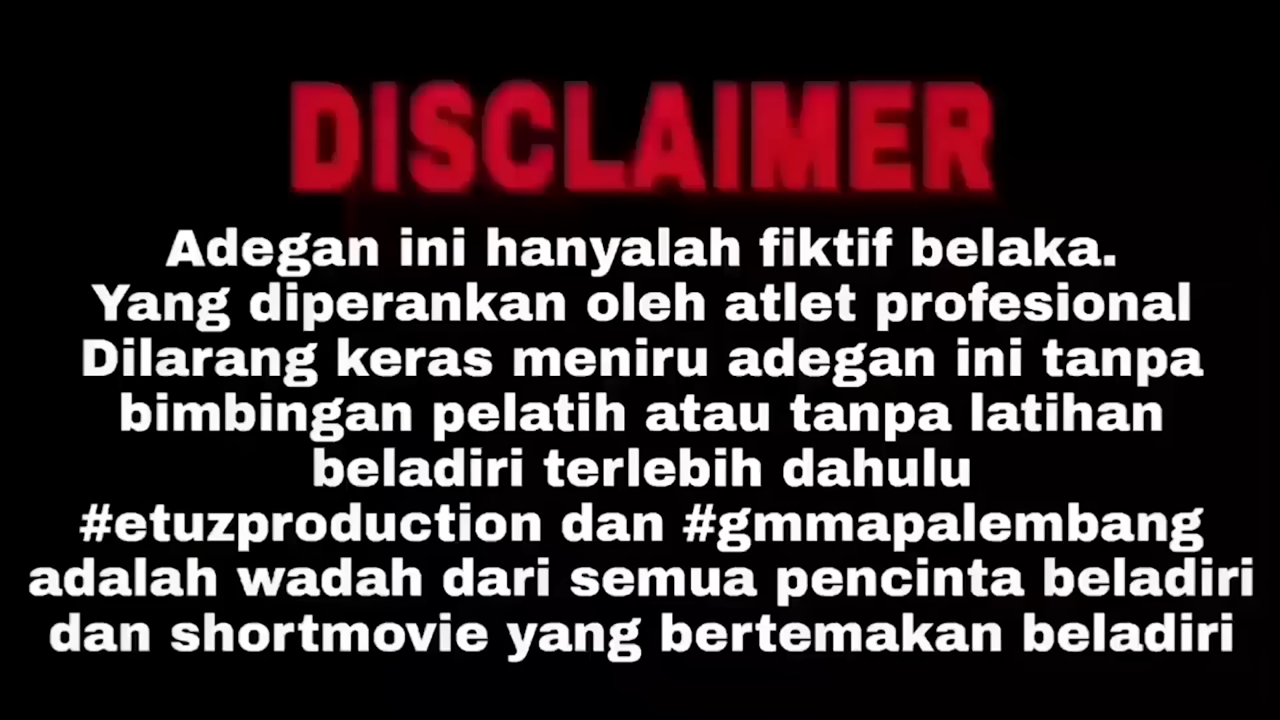 DISCLAIMER
Adegan ini hanyalah fiktif belaka.
Yang diperankan oleh atlet profesional
Dilarang keras meniru adegan ini tanpa
bimbingan pelatih atau tanpa latihan
beladiri terlebih dahulu
#etuzproduction dan #gmmapalembang
adalah wadah dari semua pencinta beladiri
dan shortmovie yang bertemakan beladiri